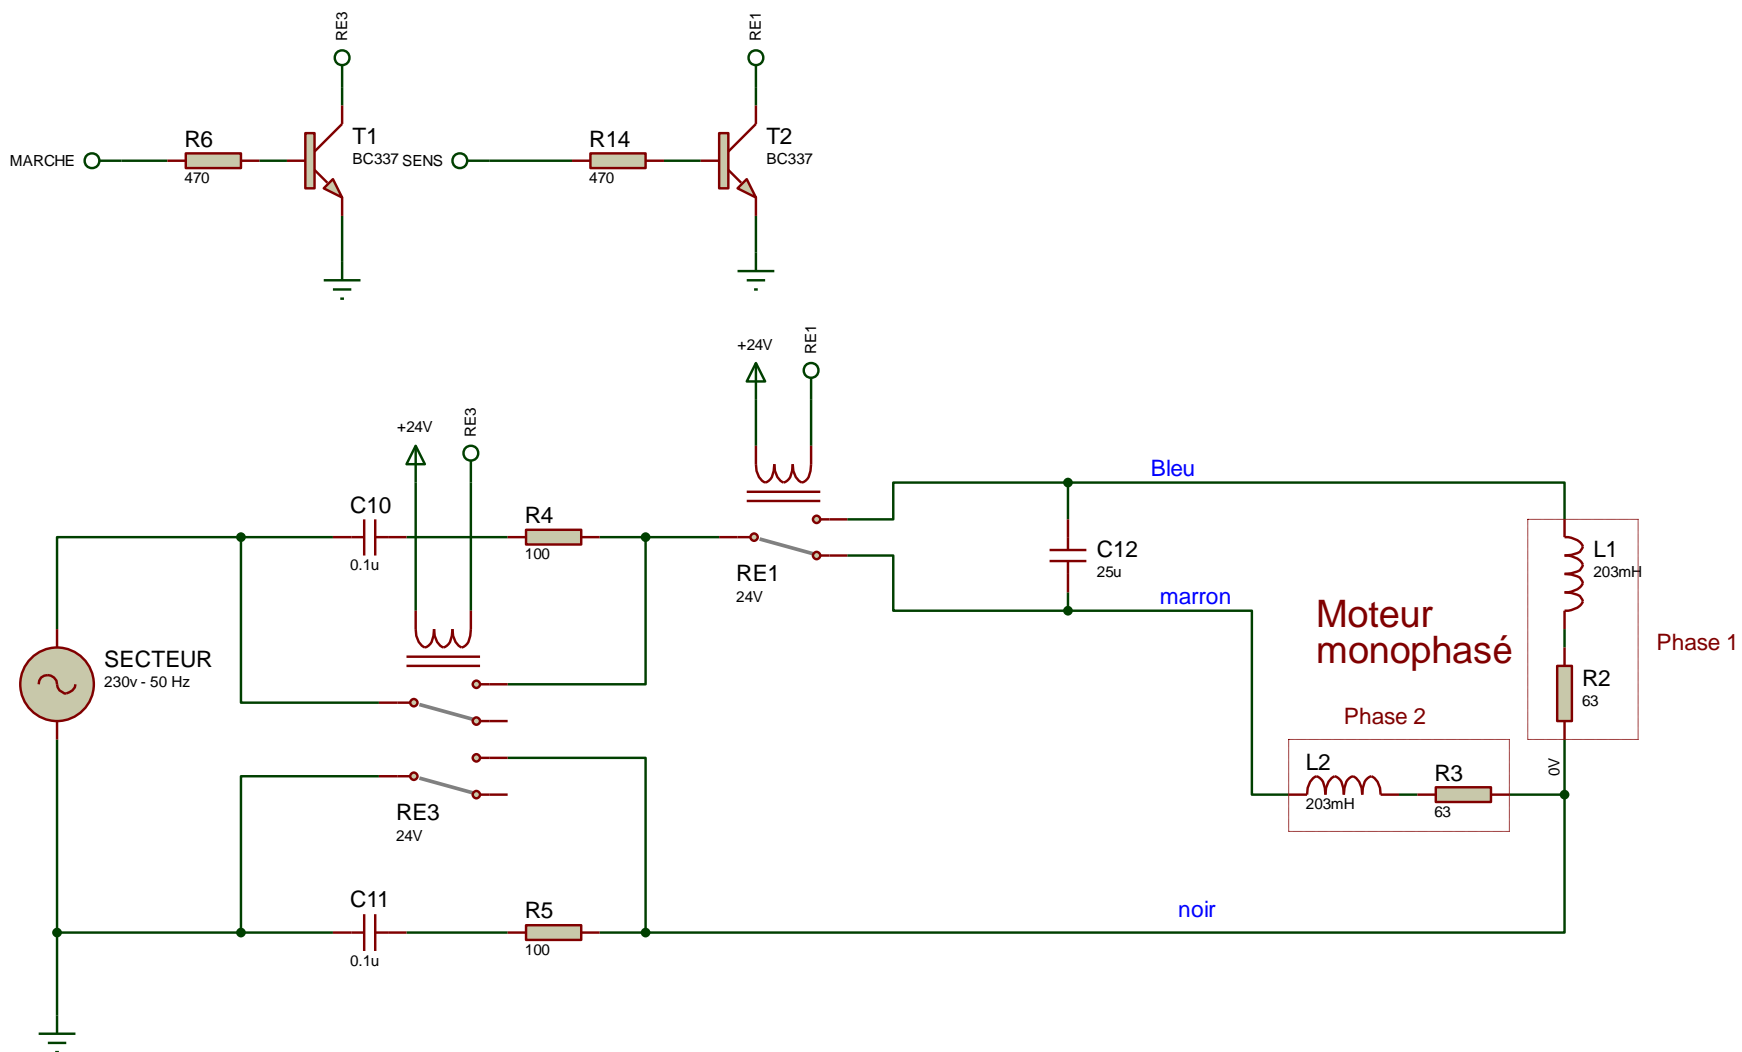 RE3
RE1
R6
T1
R14
T2
MARCHE
BC337
SENS
BC337
470
470
RE1
+24V
+24V
RE3
Bleu
C10
R4
0.1u
100
RE1
24V
C12
25u
L1
203mH
marron
Moteur
monophasé
Phase 1
SECTEUR
230v - 50 Hz
R2
63
Phase 2
0V
L2
203mH
R3
63
RE3
24V
C11
0.1u
R5
100
noir